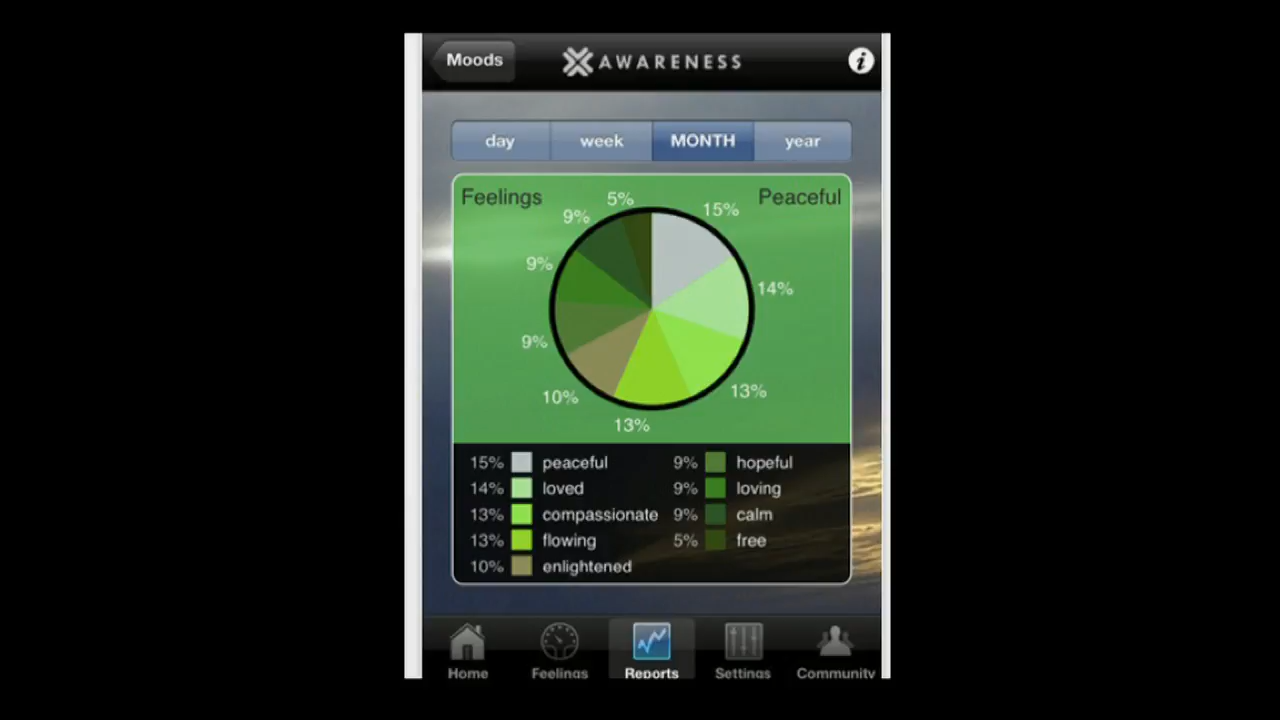 Moods
AWARENESS
i
day week MONTH year
Feelings
Peaceful
5%
9%
15%
9%
14%
9%
13%
10%
13%
15% peaceful
14% loved
13% compassionate
13% flowing
10% enlightened
9% hopeful
9% loving
9% calm
5% free
Home Feelings Reports Settings Community